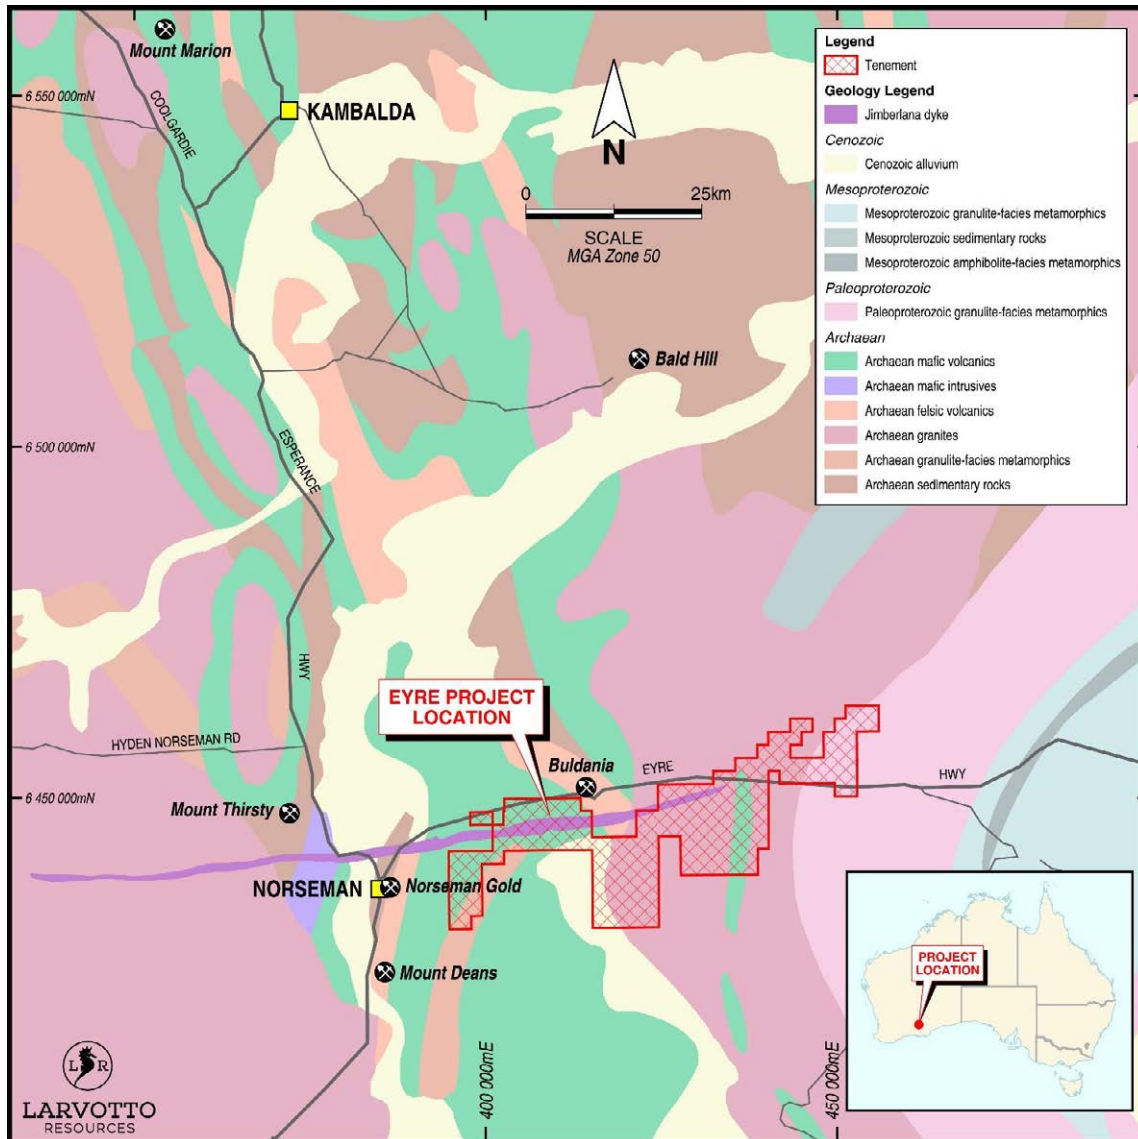 Mount Marion
6 550 000mN
COOLGARDIE
KAMBALDA
N
0
25km
SCALE
MGA Zone 50
Legend
Tenement
Geology Legend
Jimberlana dyke
Cenozoic
Cenozoic alluvium
Mesoproterozoic
Mesoproterozoic granulite-facies metamorphics
Mesoproterozoic sedimentary rocks
Mesoproterozoic amphibolite-facies metamorphics
Paleoproterozoic
Paleoproterozoic granulite-facies metamorphics
Archaean
Archaean mafic volcanics
Archaean mafic intrusives
Archaean felsic volcanics
Archaean granites
Archaean granulite-facies metamorphics
Archaean sedimentary rocks
Bald Hill
6 500 000mN
ESPERANCE
HWY
EYRE PROJECT
LOCATION
HYDEN NORSEMAN RD
Buldania
EYRE
HWY
6 450 000mN
Mount Thirsty
NORSEMAN
Norseman Gold
Mount Deans
PROJECT
LOCATION
400 000mE
450 000mE
L R
LARVOTTO
RESOURCES